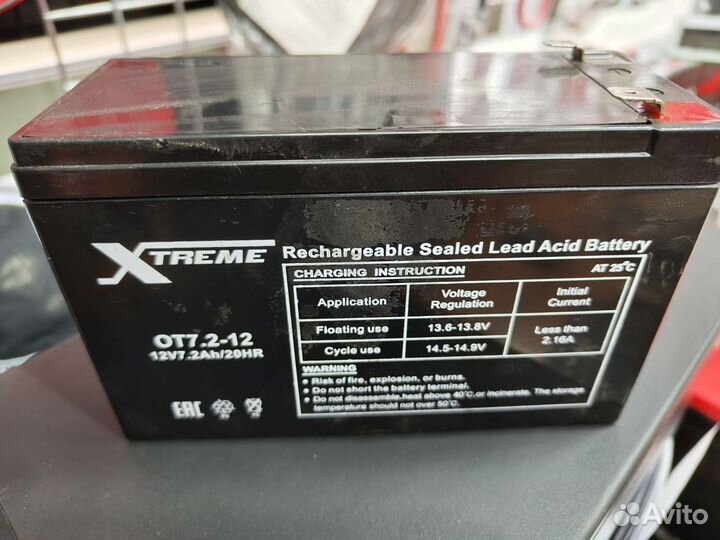 XTREME
OT7.2-12
12V7.2Ah/20HR
EAC
Rechargeable Sealed Lead Acid Battery
CHARGING INSTRUCTION AT 25℃
Application Voltage Regulation Initial Current
Floating use 13.6-13.8V Less than 2.16A
Cycle use 14.5-14.9V
WARNING
• Risk of fire, explosion, or burns.
• Do not short the battery terminal.
• Do not disassemble,heat above 40°C,or incinerate. The storage
temperature should not over 50°C.
Avito